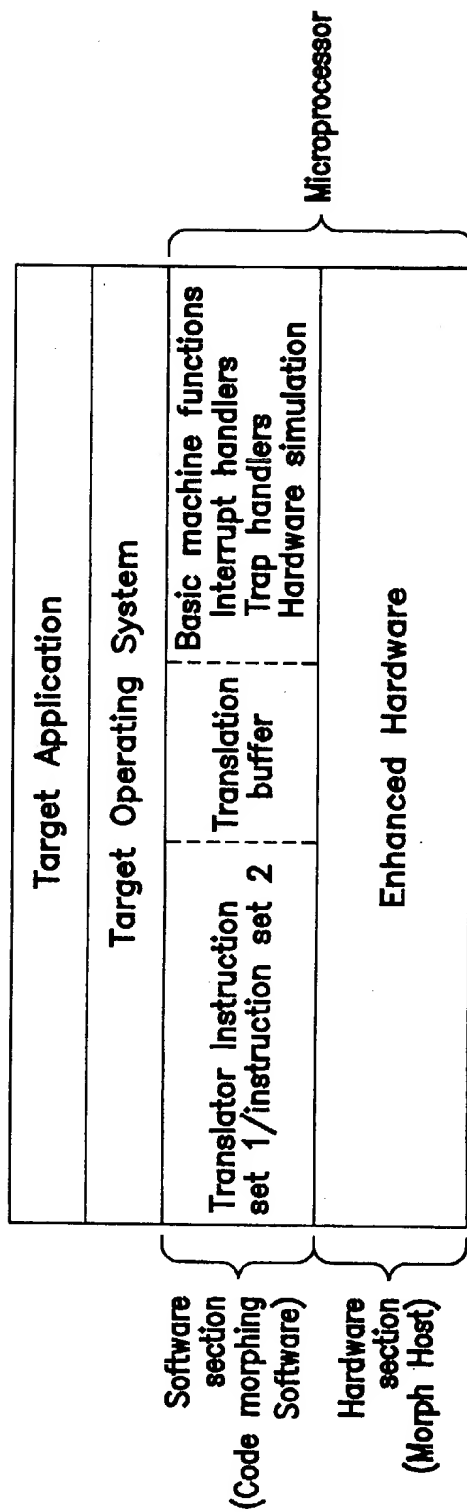 Target Application
Target Operating System
Software
section
(Code morphing
Software)
Translator Instruction
set 1/instruction set 2
Translation
buffer
Basic machine functions
Interrupt handlers
Trap handlers
Hardware simulation
Microprocessor
Hardware
section
(Morph Host)
Enhanced Hardware